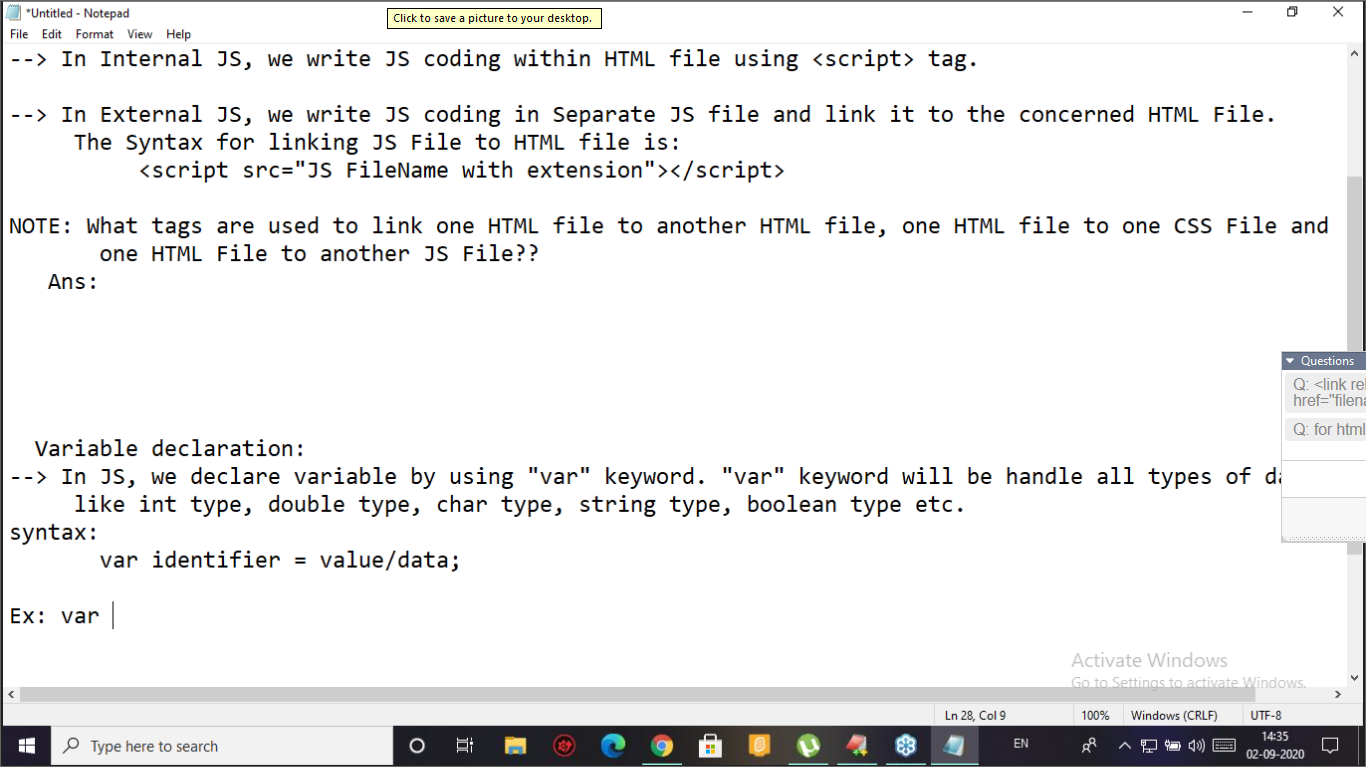 *Untitled - Notepad
Click to save a picture to your desktop.
File Edit Format View Help
--> In Internal JS, we write JS coding within HTML file using <script> tag.
--> In External JS, we write JS coding in Separate JS file and link it to the concerned HTML File.
The Syntax for linking JS File to HTML file is:
<script src="JS FileName with extension"></script>
NOTE: What tags are used to link one HTML file to another HTML file, one HTML file to one CSS File and
one HTML File to another JS File??
Ans:
Questions
Q: <link rel
href="filena
Q: for html
Variable declaration:
--> In JS, we declare variable by using "var" keyword. "var" keyword will be handle all types of da
like int type, double type, char type, string type, boolean type etc.
syntax:
var identifier = value/data;
Ex: var
Activate Windows
Go to Settings to activate Windows.
Ln 28, Col 9 100% Windows (CRLF) UTF-8
Type here to search
EN
14:35
02-09-2020